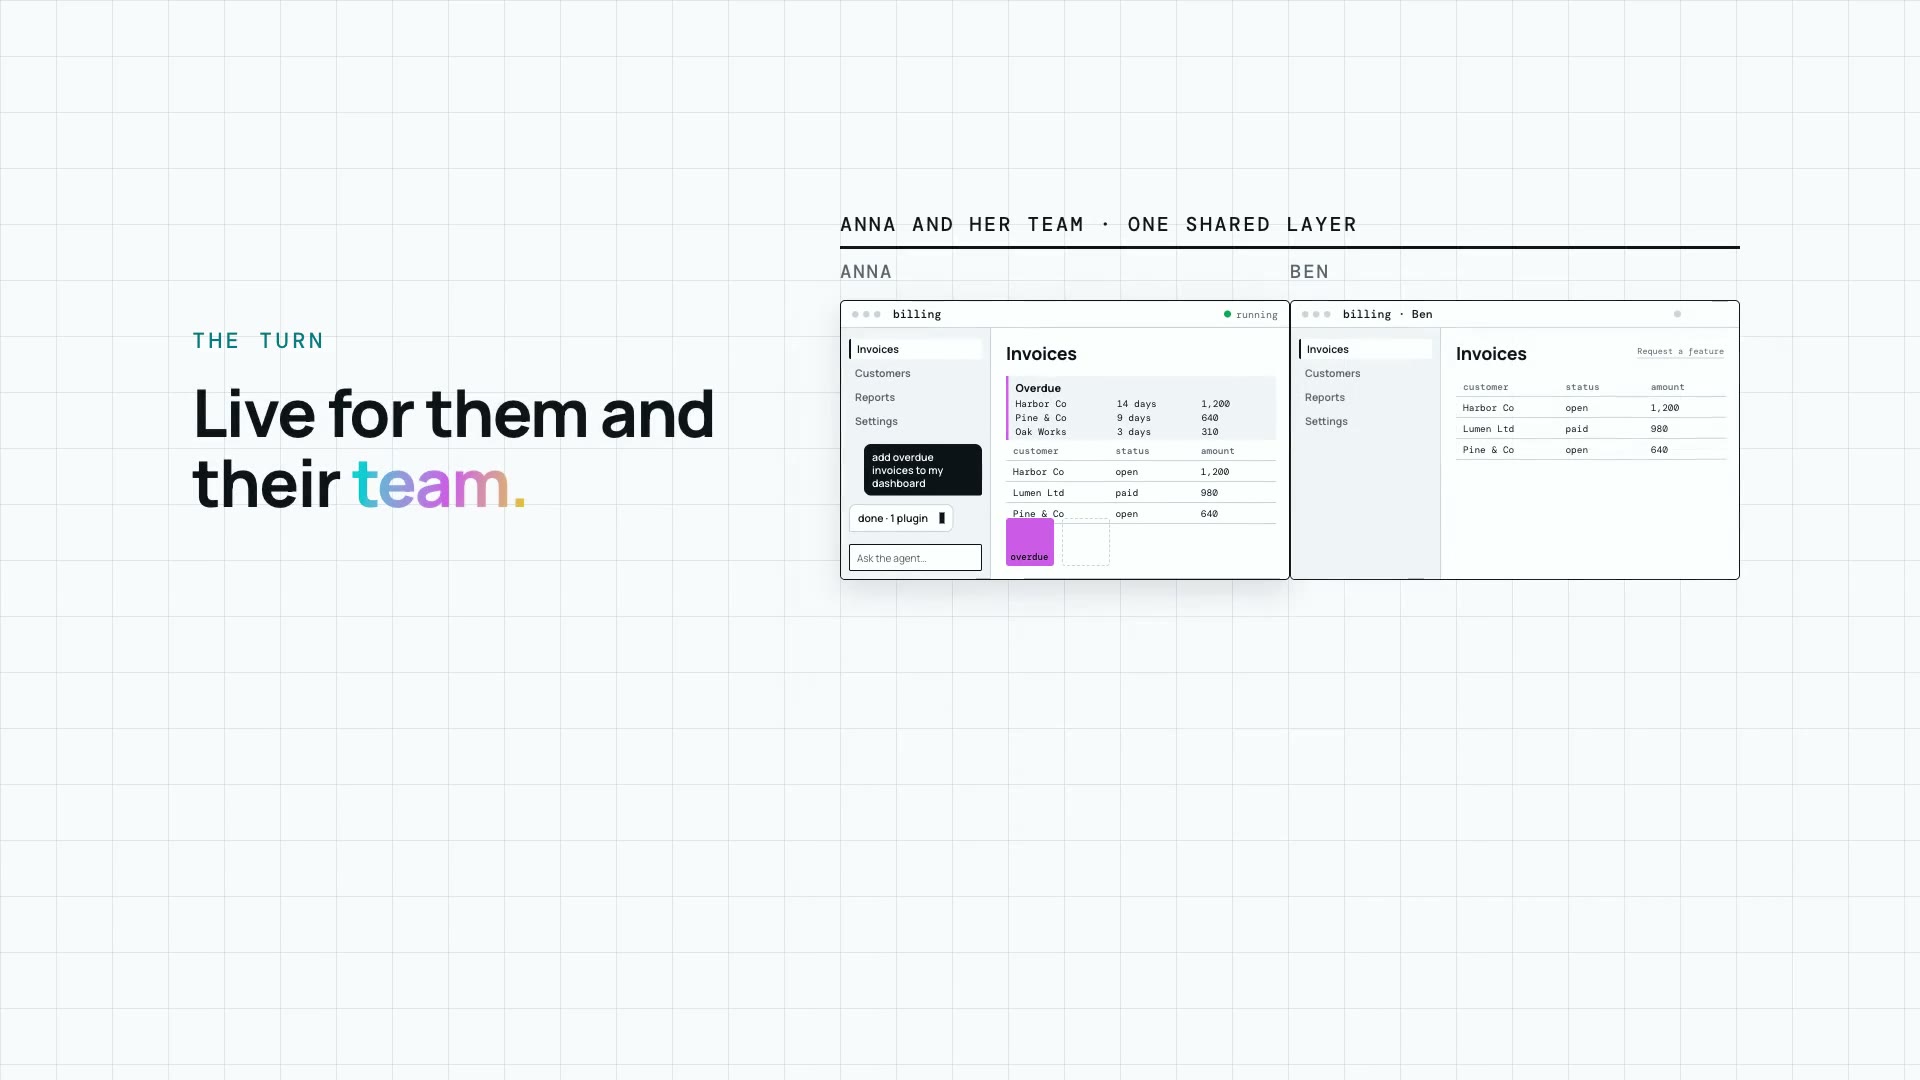 THE TURN
Live for them and
their team.
ANNA AND HER TEAM · ONE SHARED LAYER
ANNA
billing
running
Invoices
Customers
Reports
Settings
add overdue
invoices to my
dashboard
done · 1 plugin
Ask the agent…
Invoices
Overdue
Harbor Co 14 days 1,200
Pine & Co 9 days 640
Oak Works 3 days 310
customer status amount
Harbor Co open 1,200
Lumen Ltd paid 980
Pine & Co open 640
overdue
BEN
billing · Ben
Invoices
Customers
Reports
Settings
Invoices
Request a feature
customer status amount
Harbor Co open 1,200
Lumen Ltd paid 980
Pine & Co open 640